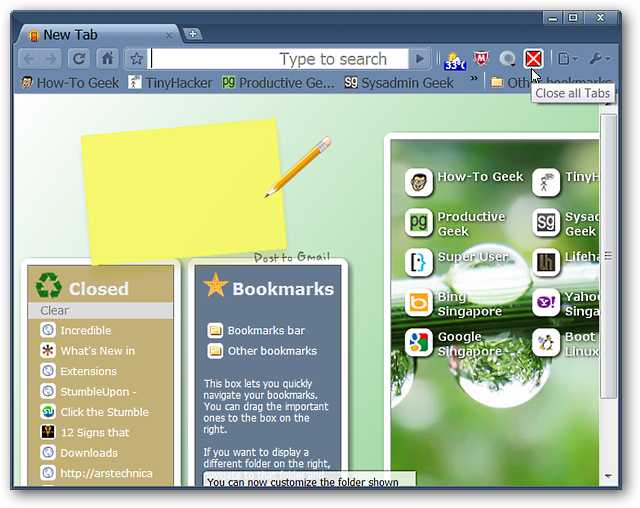 New Tab
Type to search
33c
How-To Geek
TinyHacker
Productive Ge...
Sysadmin Geek
»
Oth bookmarks
Close all Tabs
Post to Gmail
Closed
Clear
Incredible
What's New in
Extensions
StumbleUpon -
Click the Stumble
12 Signs that
Downloads
http://arstechnica
Bookmarks
Bookmarks bar
Other bookmarks
This box lets you quickly
navigate your bookmarks.
You can drag the important
ones to the box on the
right.
If you want to display a
different folder on the right,
You can now customize the folder shown
How-To Geek
TinyH
pg
Productive
Geek
sg
Sysad
Geek
Super User
lh
Lifeha
Bing
Singapore
Y!
Yahoo
Singa
Google
Singapore
Boot
Linux